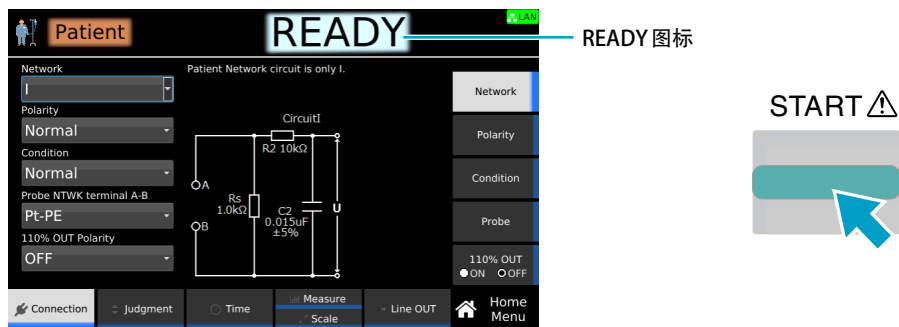 Patient
READY
LAN
READY 图标
Network
I
Polarity
Normal
Condition
Normal
Probe NTWK terminal A-B
Pt-PE
110% OUT Polarity
OFF
Patient Network circuit is only I.
CircuitI
R2 10kΩ
A
B
Rs
1.0kΩ
C2
0.015uF
±5%
U
Network
Polarity
Condition
Probe
110% OUT
ON OFF
Connection
Judgment
Time
Measure
Scale
Line OUT
Home
Menu
START